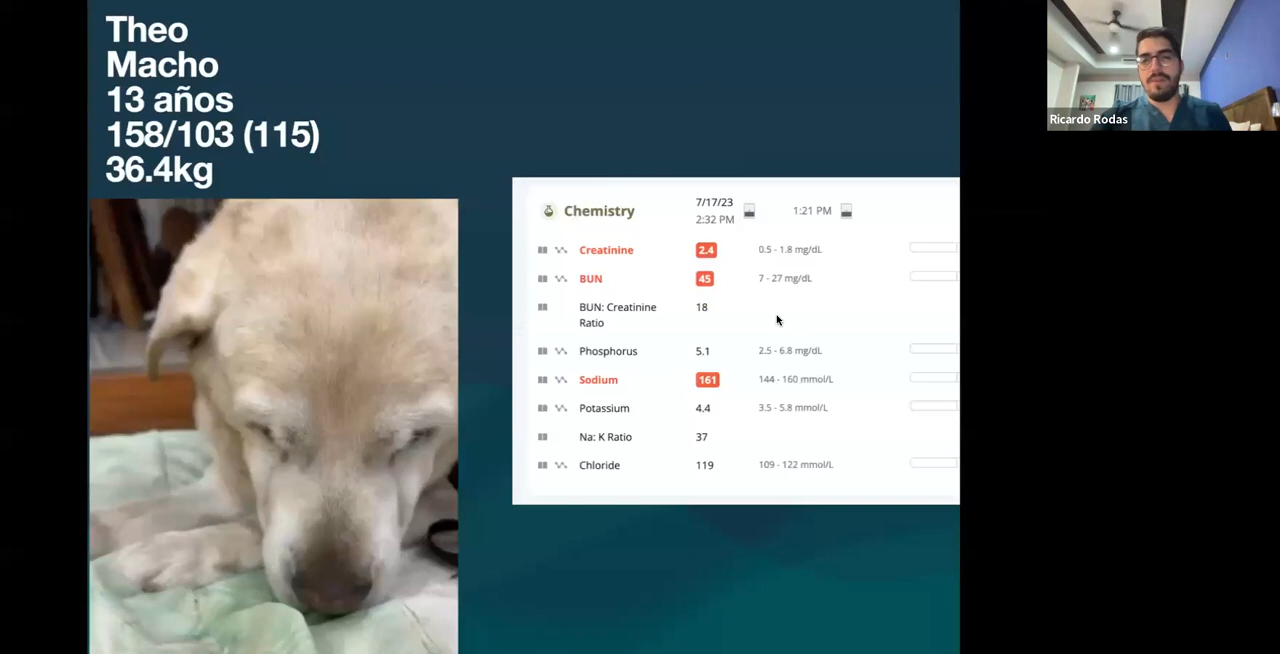 Theo
Macho
13 años
158/103 (115)
36.4kg
Ricardo Rodas
Chemistry 7/17/23 2:32 PM 1:21 PM
Creatinine 2.4 0.5 - 1.8 mg/dL
BUN 45 7 - 27 mg/dL
BUN: Creatinine 18
Ratio
Phosphorus 5.1 2.5 - 6.8 mg/dL
Sodium 161 144 - 160 mmol/L
Potassium 4.4 3.5 - 5.8 mmol/L
Na: K Ratio 37
Chloride 119 109 - 122 mmol/L